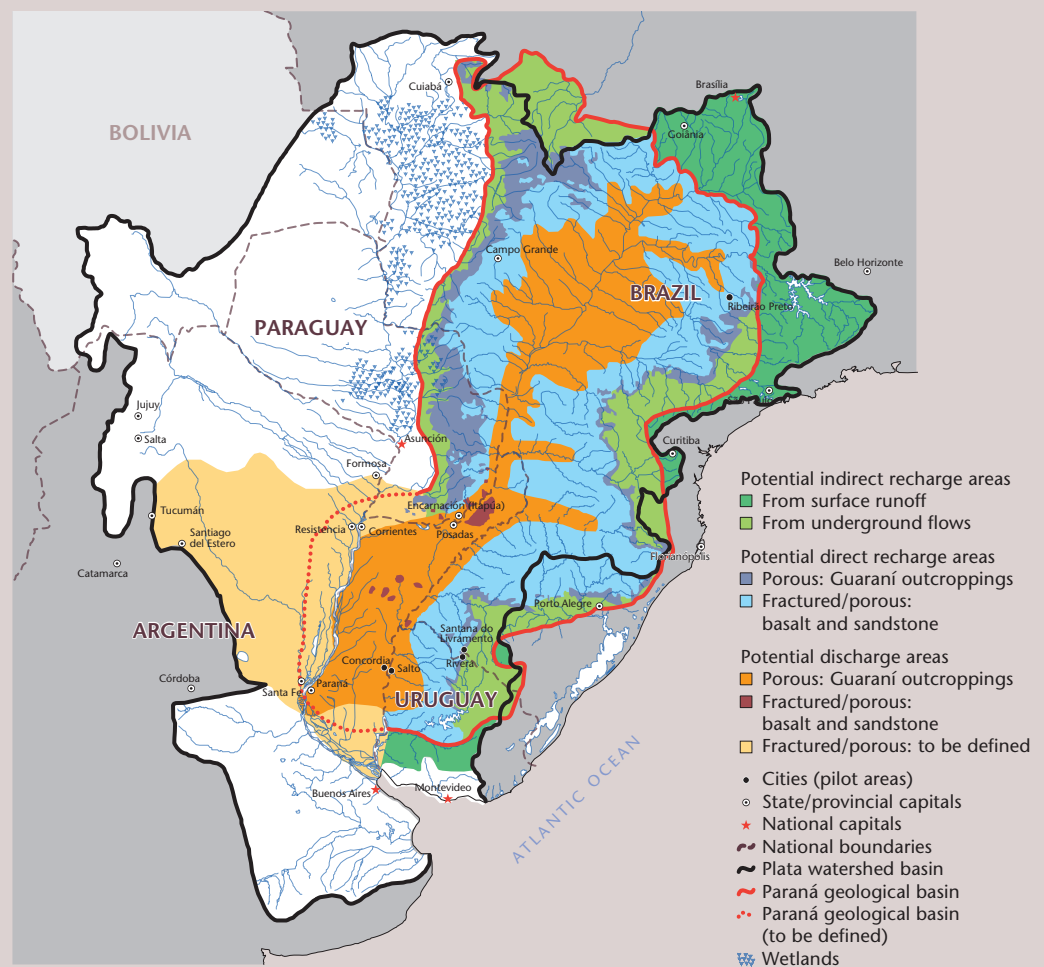 Cuiabá
Brasília
BOLIVIA
Goiânia
Campo Grande
Belo Horizonte
BRAZIL
Ribeirão Preto
PARAGUAY
Jujuy
Salta
Asunción
Curitiba
Formosa
Encarnación (Itapúa)
Tucumán
Resistencia
Corrientes
Posadas
Santiago
del Estero
Florianópolis
Catamarca
Porto Alegre
ARGENTINA
Santana do
Livramento
Rivera
Concordia
Salto
Córdoba
Santa Fe
Paraná
URUGUAY
Buenos Aires
Montevideo
ATLANTIC OCEAN
Potential indirect recharge areas
From surface runoff
From underground flows
Potential direct recharge areas
Porous: Guaraní outcroppings
Fractured/porous:
basalt and sandstone
Potential discharge areas
Porous: Guaraní outcroppings
Fractured/porous:
basalt and sandstone
Fractured/porous: to be defined
Cities (pilot areas)
State/provincial capitals
National capitals
National boundaries
Plata watershed basin
Paraná geological basin
Paraná geological basin
(to be defined)
Wetlands